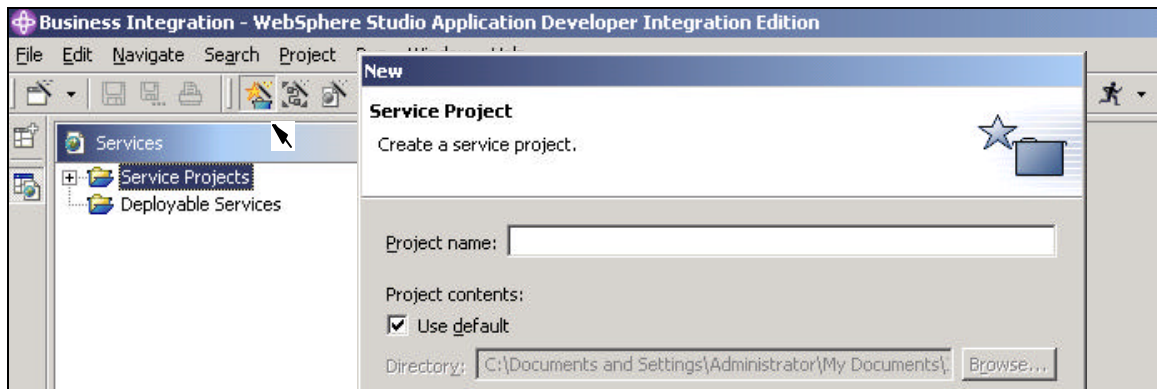 Business Integration - WebSphere Studio Application Developer Integration Edition
File Edit Navigate Search Project
New
Service Project
Create a service project.
Services
Service Projects
Deployable Services
Project name:
Project contents:
Use default
Directory: C:\Documents and Settings\Administrator\My Documents\ Browse...